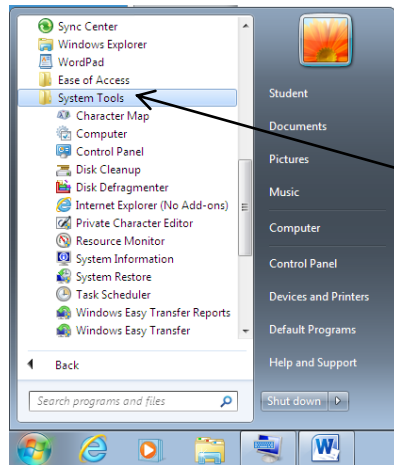 Sync Center
Windows Explorer
WordPad
Ease of Access
System Tools
Character Map
Computer
Control Panel
Disk Cleanup
Disk Defragmenter
Internet Explorer (No Add-ons)
Private Character Editor
Resource Monitor
System Information
System Restore
Task Scheduler
Windows Easy Transfer Reports
Windows Easy Transfer
Back
Search programs and files
Student
Documents
Pictures
Music
Computer
Control Panel
Devices and Printers
Default Programs
Help and Support
Shut down
W